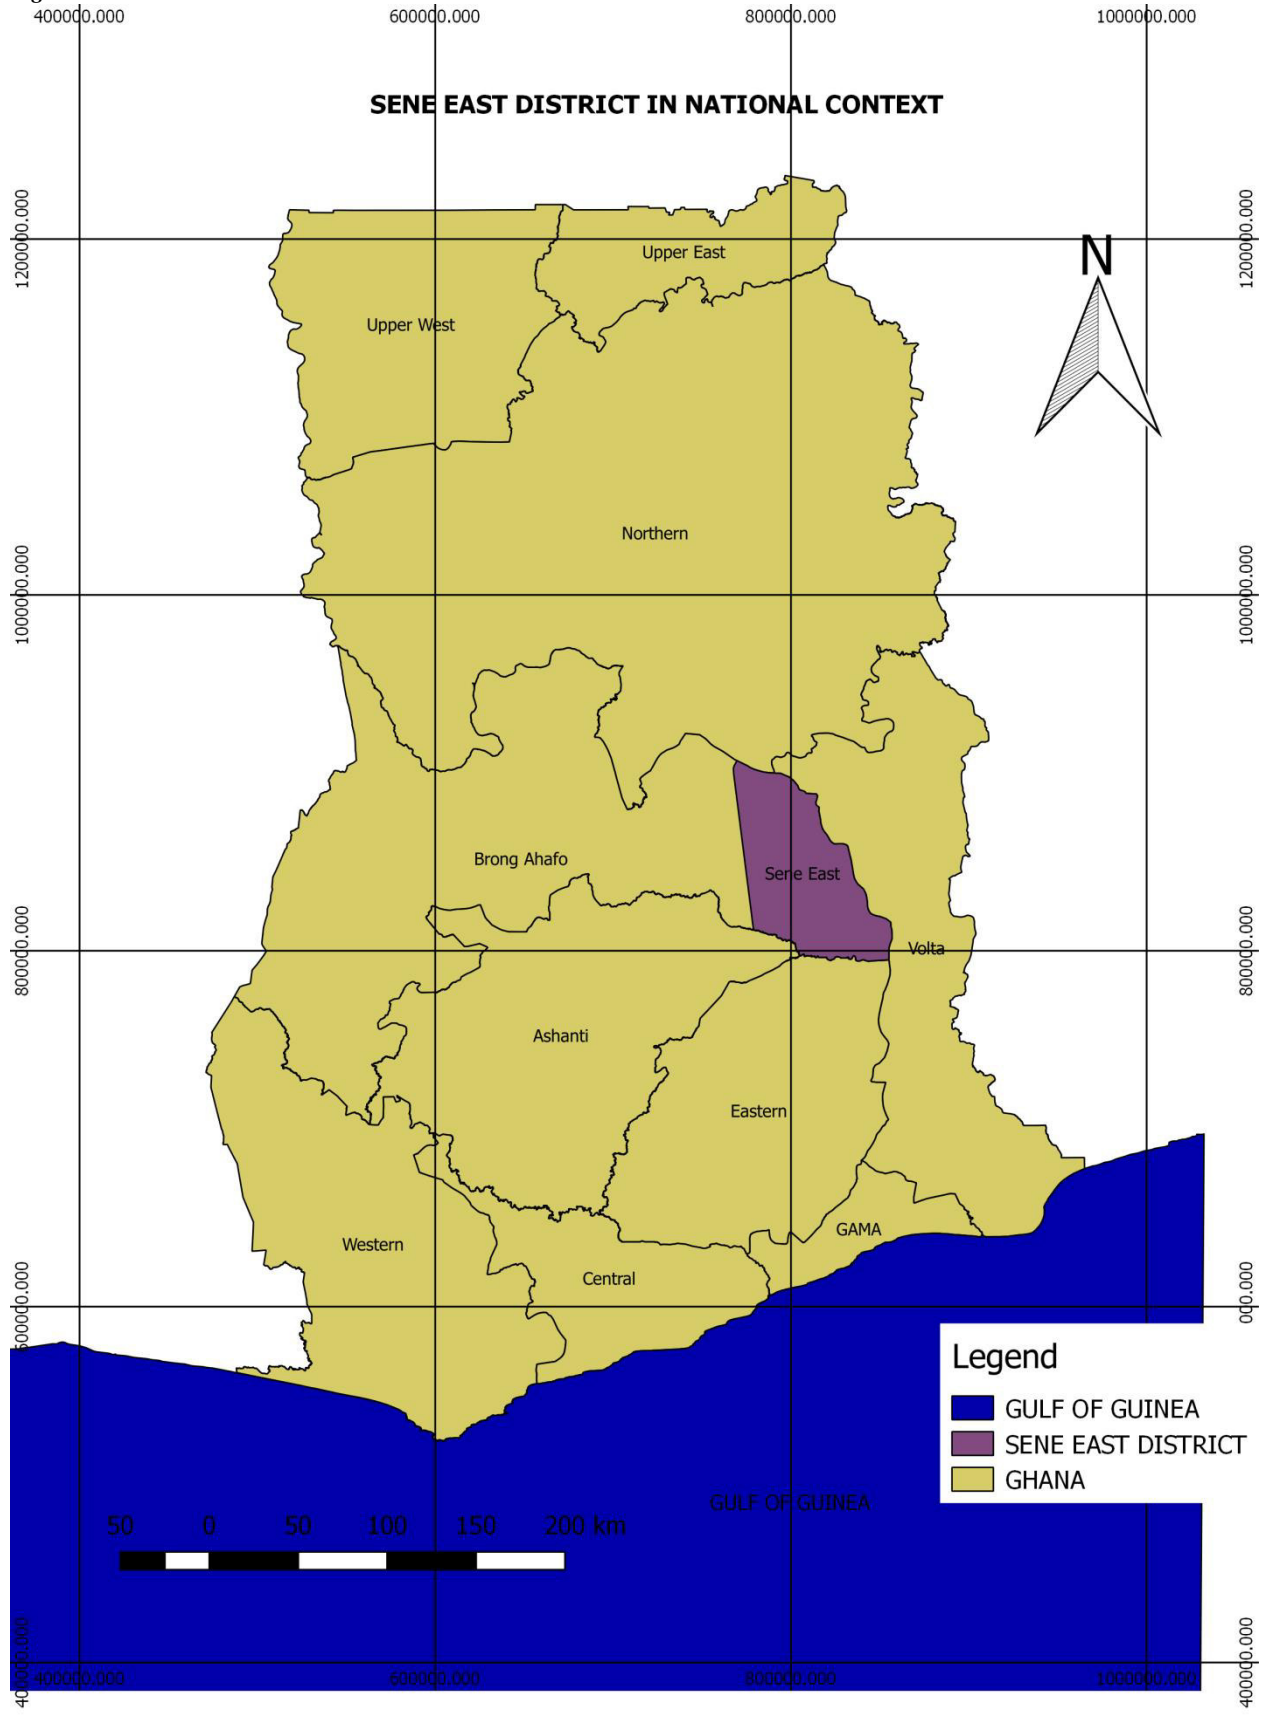 400000.000 600000.000 800000.000 1000000.000
SENE EAST DISTRICT IN NATIONAL CONTEXT
1200000.000 1200000.000
N
Upper East
Upper West
Northern
1000000.000 1000000.000
Brong Ahafo
Sene East
Volta
800000.000 800000.000
Ashanti
Eastern
GAMA
Western
Central
600000.000 000000.000
Legend
GULF OF GUINEA
SENE EAST DISTRICT
GHANA
GULF OF GUINEA
50 0 50 100 150 200 km
400000.000 400000.000
400000.000 600000.000 800000.000 1000000.000